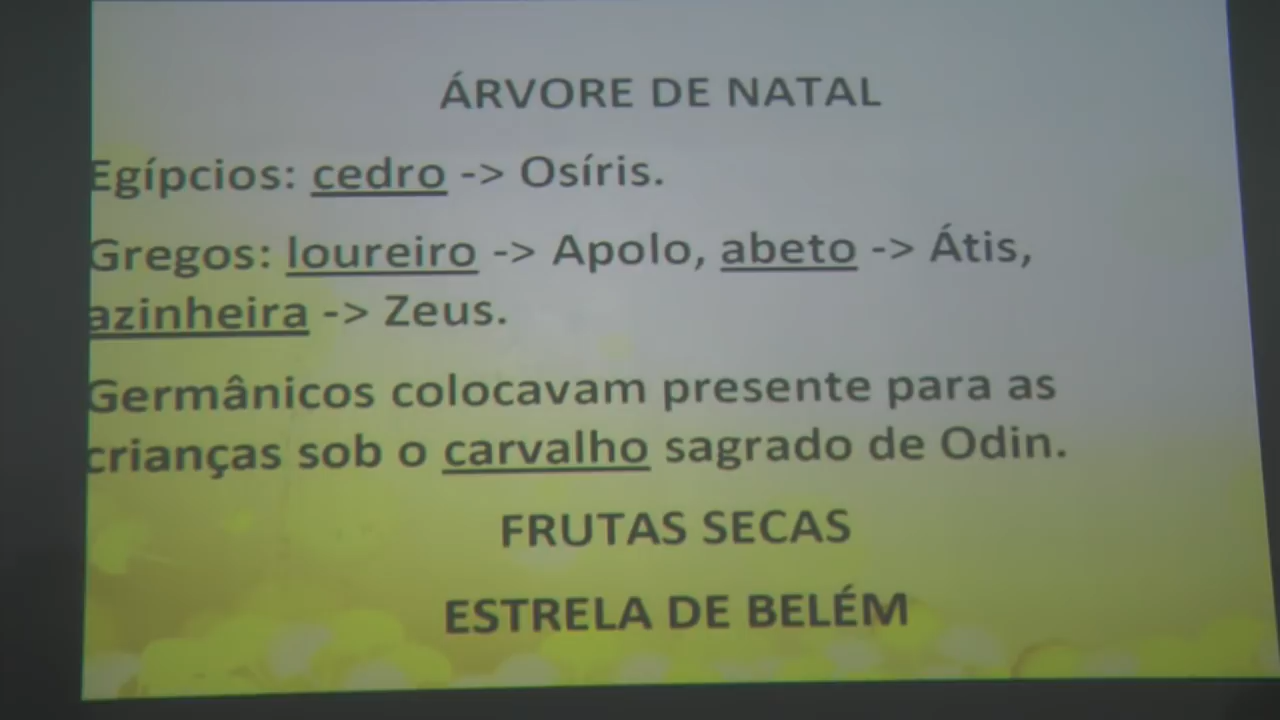 ÁRVORE DE NATAL
Egípcios: cedro -> Osíris.
Gregos: loureiro -> Apolo, abeto -> Átis,
azinheira -> Zeus.
Germânicos colocavam presente para as
crianças sob o carvalho sagrado de Odin.
FRUTAS SECAS
ESTRELA DE BELÉM